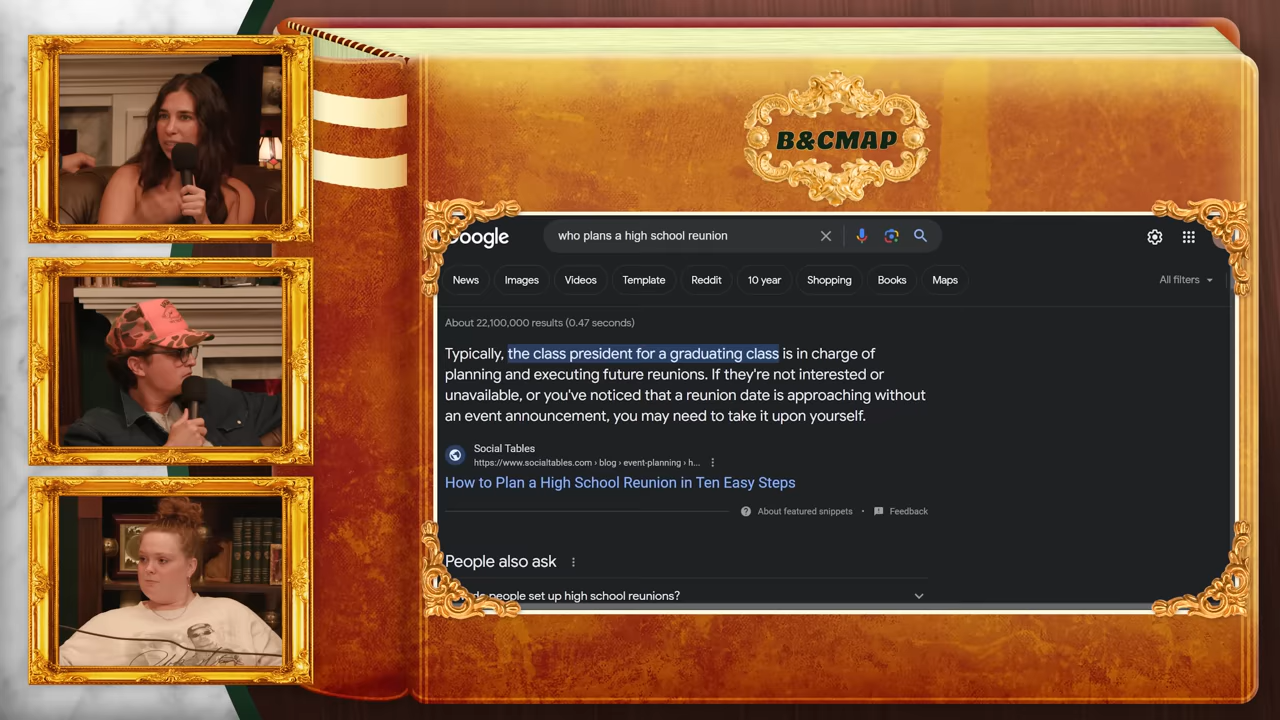 B&CMAP
oogle
who plans a high school reunion
News Images Videos Template Reddit 10 year Shopping Books Maps All filters
About 22,100,000 results (0.47 seconds)
Typically, the class president for a graduating class is in charge of
planning and executing future reunions. If they're not interested or
unavailable, or you've noticed that a reunion date is approaching without
an event announcement, you may need to take it upon yourself.
Social Tables
https://www.socialtables.com › blog › event-planning › h...
How to Plan a High School Reunion in Ten Easy Steps
About featured snippets • Feedback
People also ask
people set up high school reunions?